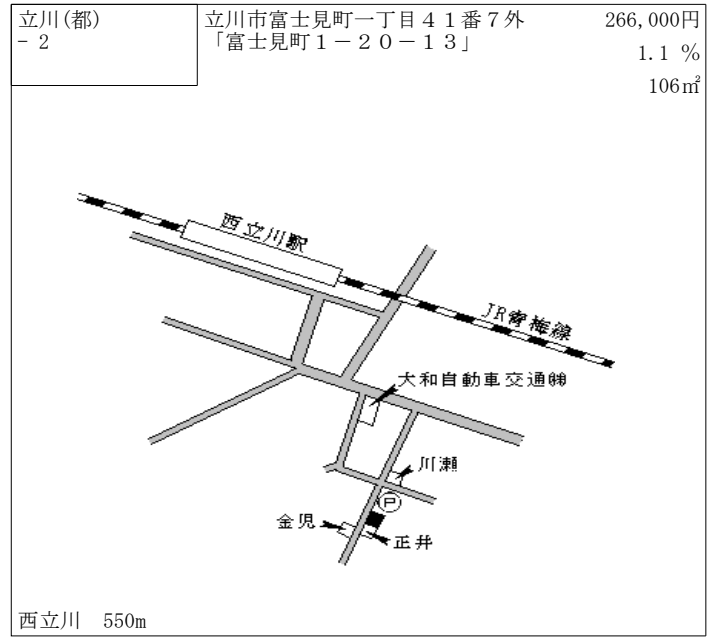 立川(都)
- 2
立川市富士見町一丁目４１番７外
「富士見町１－２０－１３」
266,000円
1.1 %
106㎡
西立川駅
JR青梅線
大和自動車交通㈱
川瀬
P
金児
正井
西立川 550m